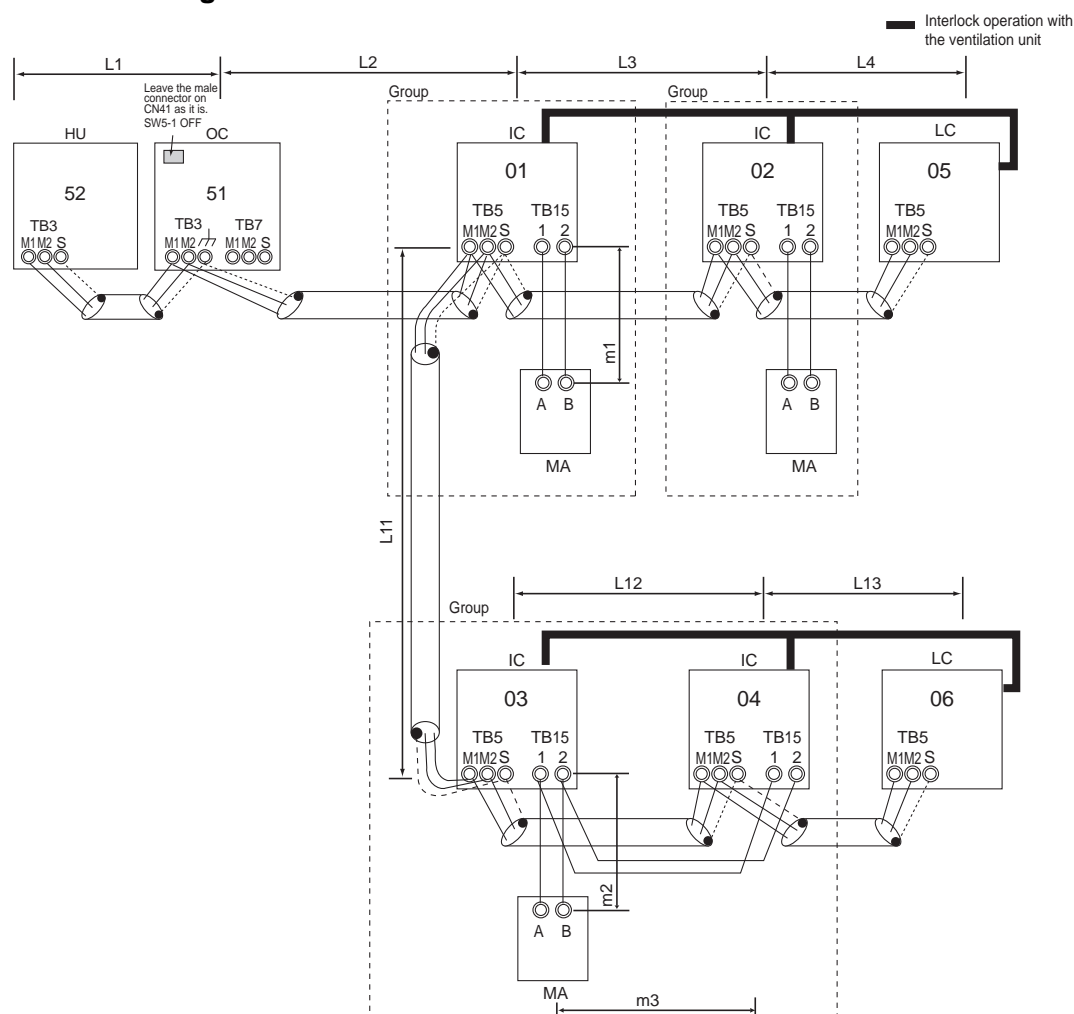 Interlock operation with
the ventilation unit
L1 L2 L3 L4
Leave the male
connector on
CN41 as it is.
SW5-1 OFF
Group Group
HU OC IC IC LC
52 51 01 02 05
TB3 TB3 TB7 TB5 TB15 TB5 TB15 TB5
M1 M2 S M1 M2 M1 M2 S M1 M2 S 1 2 M1 M2 S 1 2 M1 M2 S
m1
A B A B
MA MA
L11
L12 L13
Group
IC IC LC
03 04 06
TB5 TB15 TB5 TB15 TB5
M1 M2 S 1 2 M1 M2 S 1 2 M1 M2 S
m2
A B
MA
m3